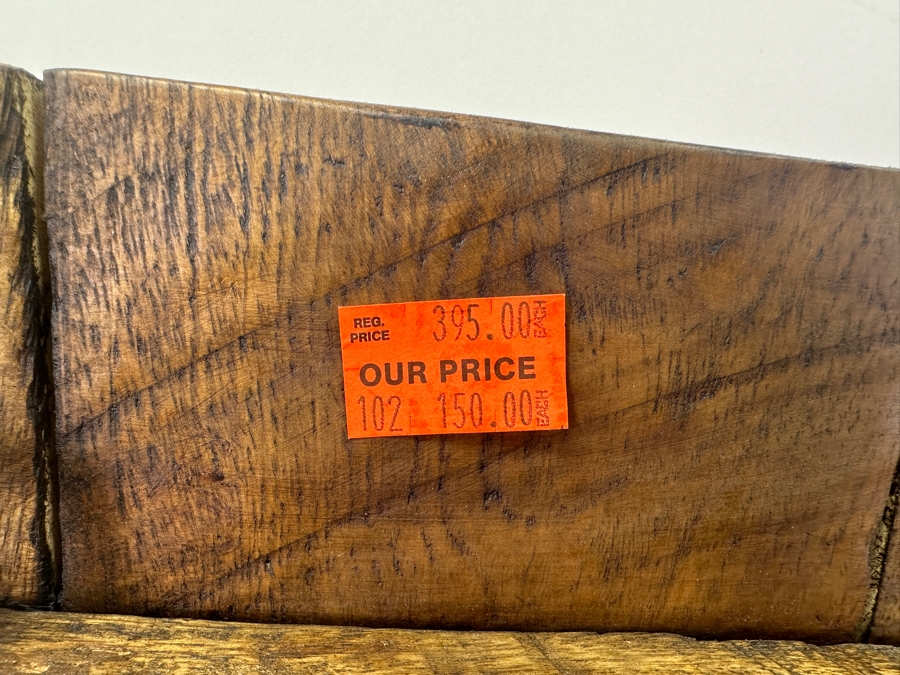 REG. PRICE 395.00 EACH
OUR PRICE
102 150.00 EACH